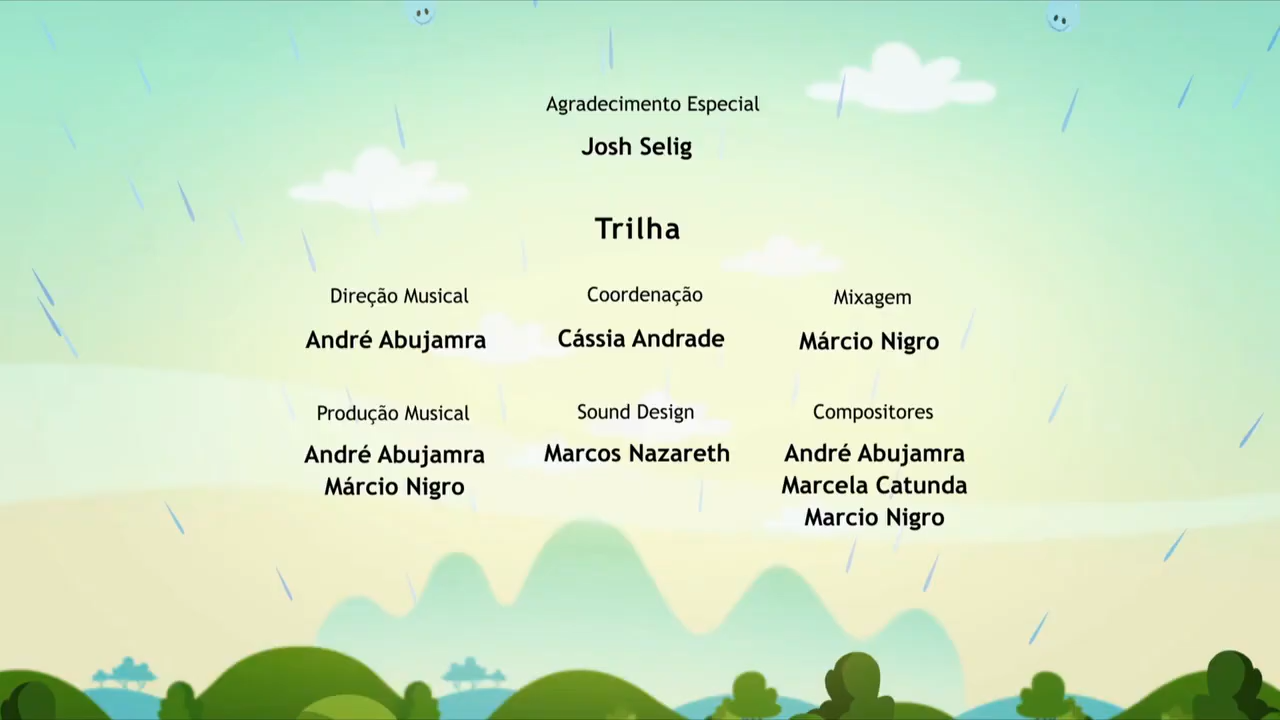 Agradecimento Especial
Josh Selig
Trilha
Direção Musical
André Abujamra
Coordenação
Cássia Andrade
Mixagem
Márcio Nigro
Produção Musical
André Abujamra
Márcio Nigro
Sound Design
Marcos Nazareth
Compositores
André Abujamra
Marcela Catunda
Marcio Nigro